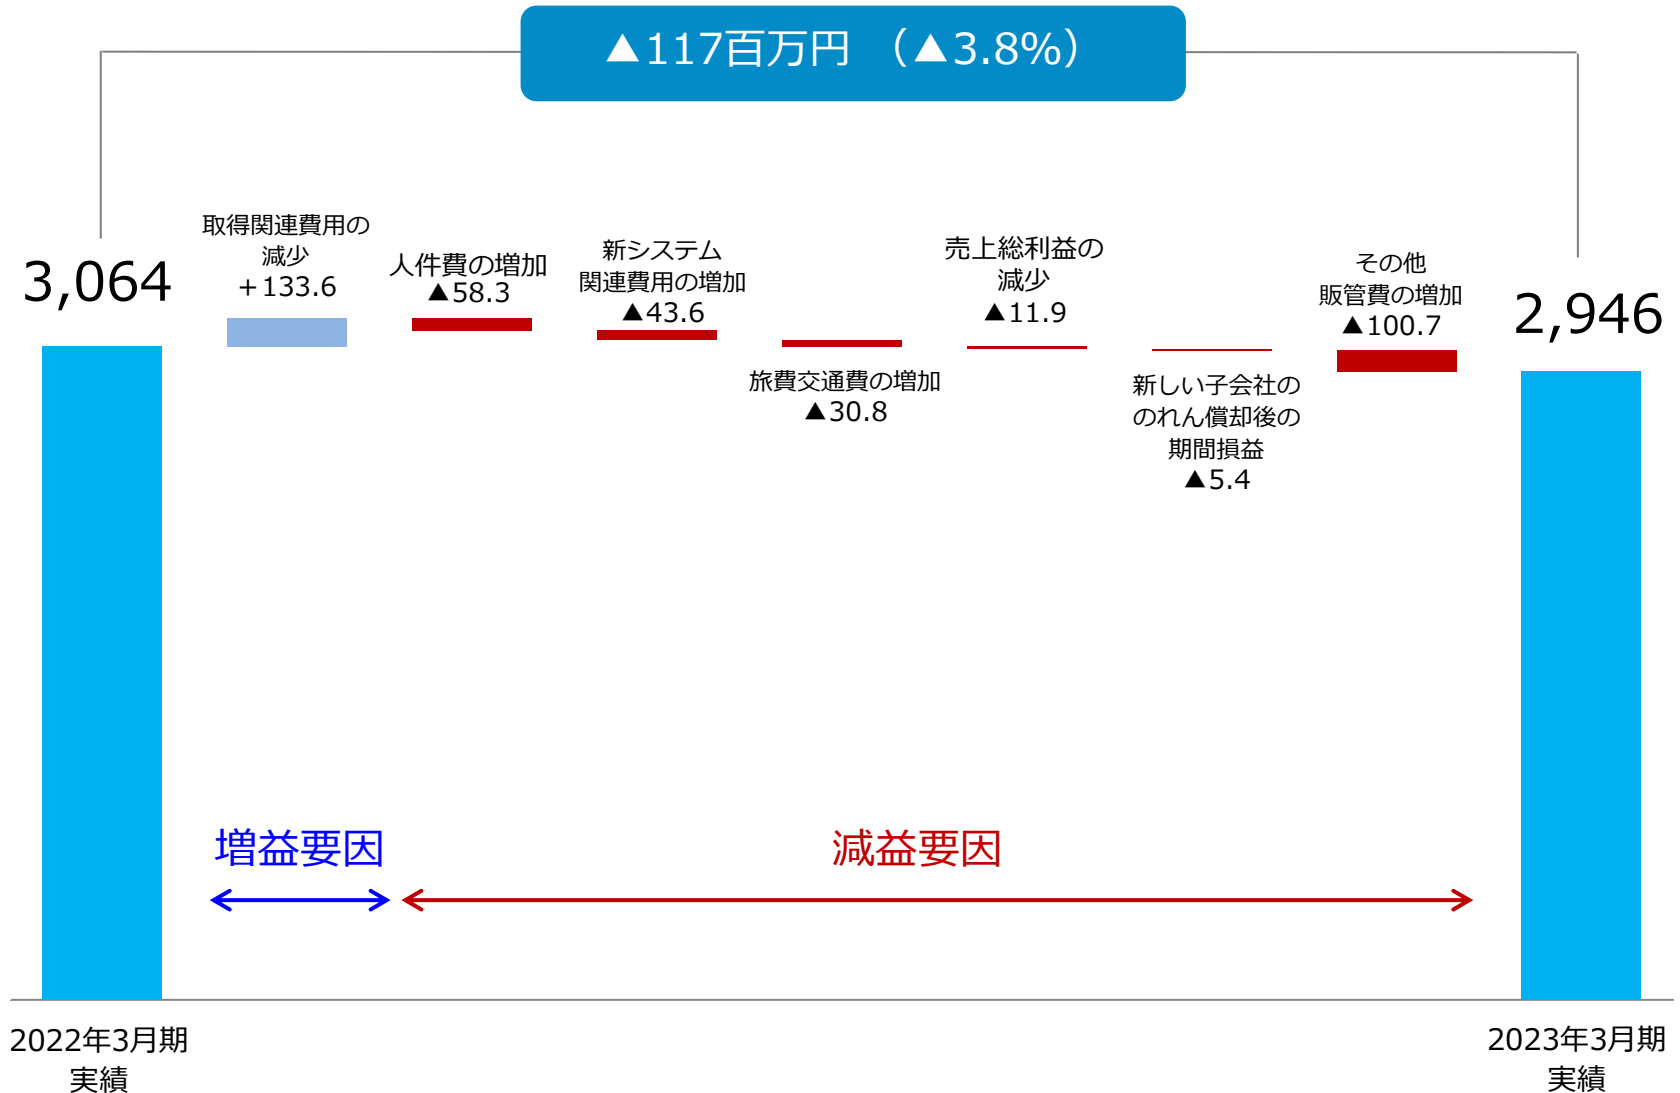 ▲117百万円 （▲3.8%）
3,064
取得関連費用の
減少
＋133.6
人件費の増加
▲58.3
新システム
関連費用の増加
▲43.6
旅費交通費の増加
▲30.8
売上総利益の
減少
▲11.9
新しい子会社の
のれん償却後の
期間損益
▲5.4
その他
販管費の増加
▲100.7
2,946
増益要因
減益要因
2022年3月期
実績
2023年3月期
実績